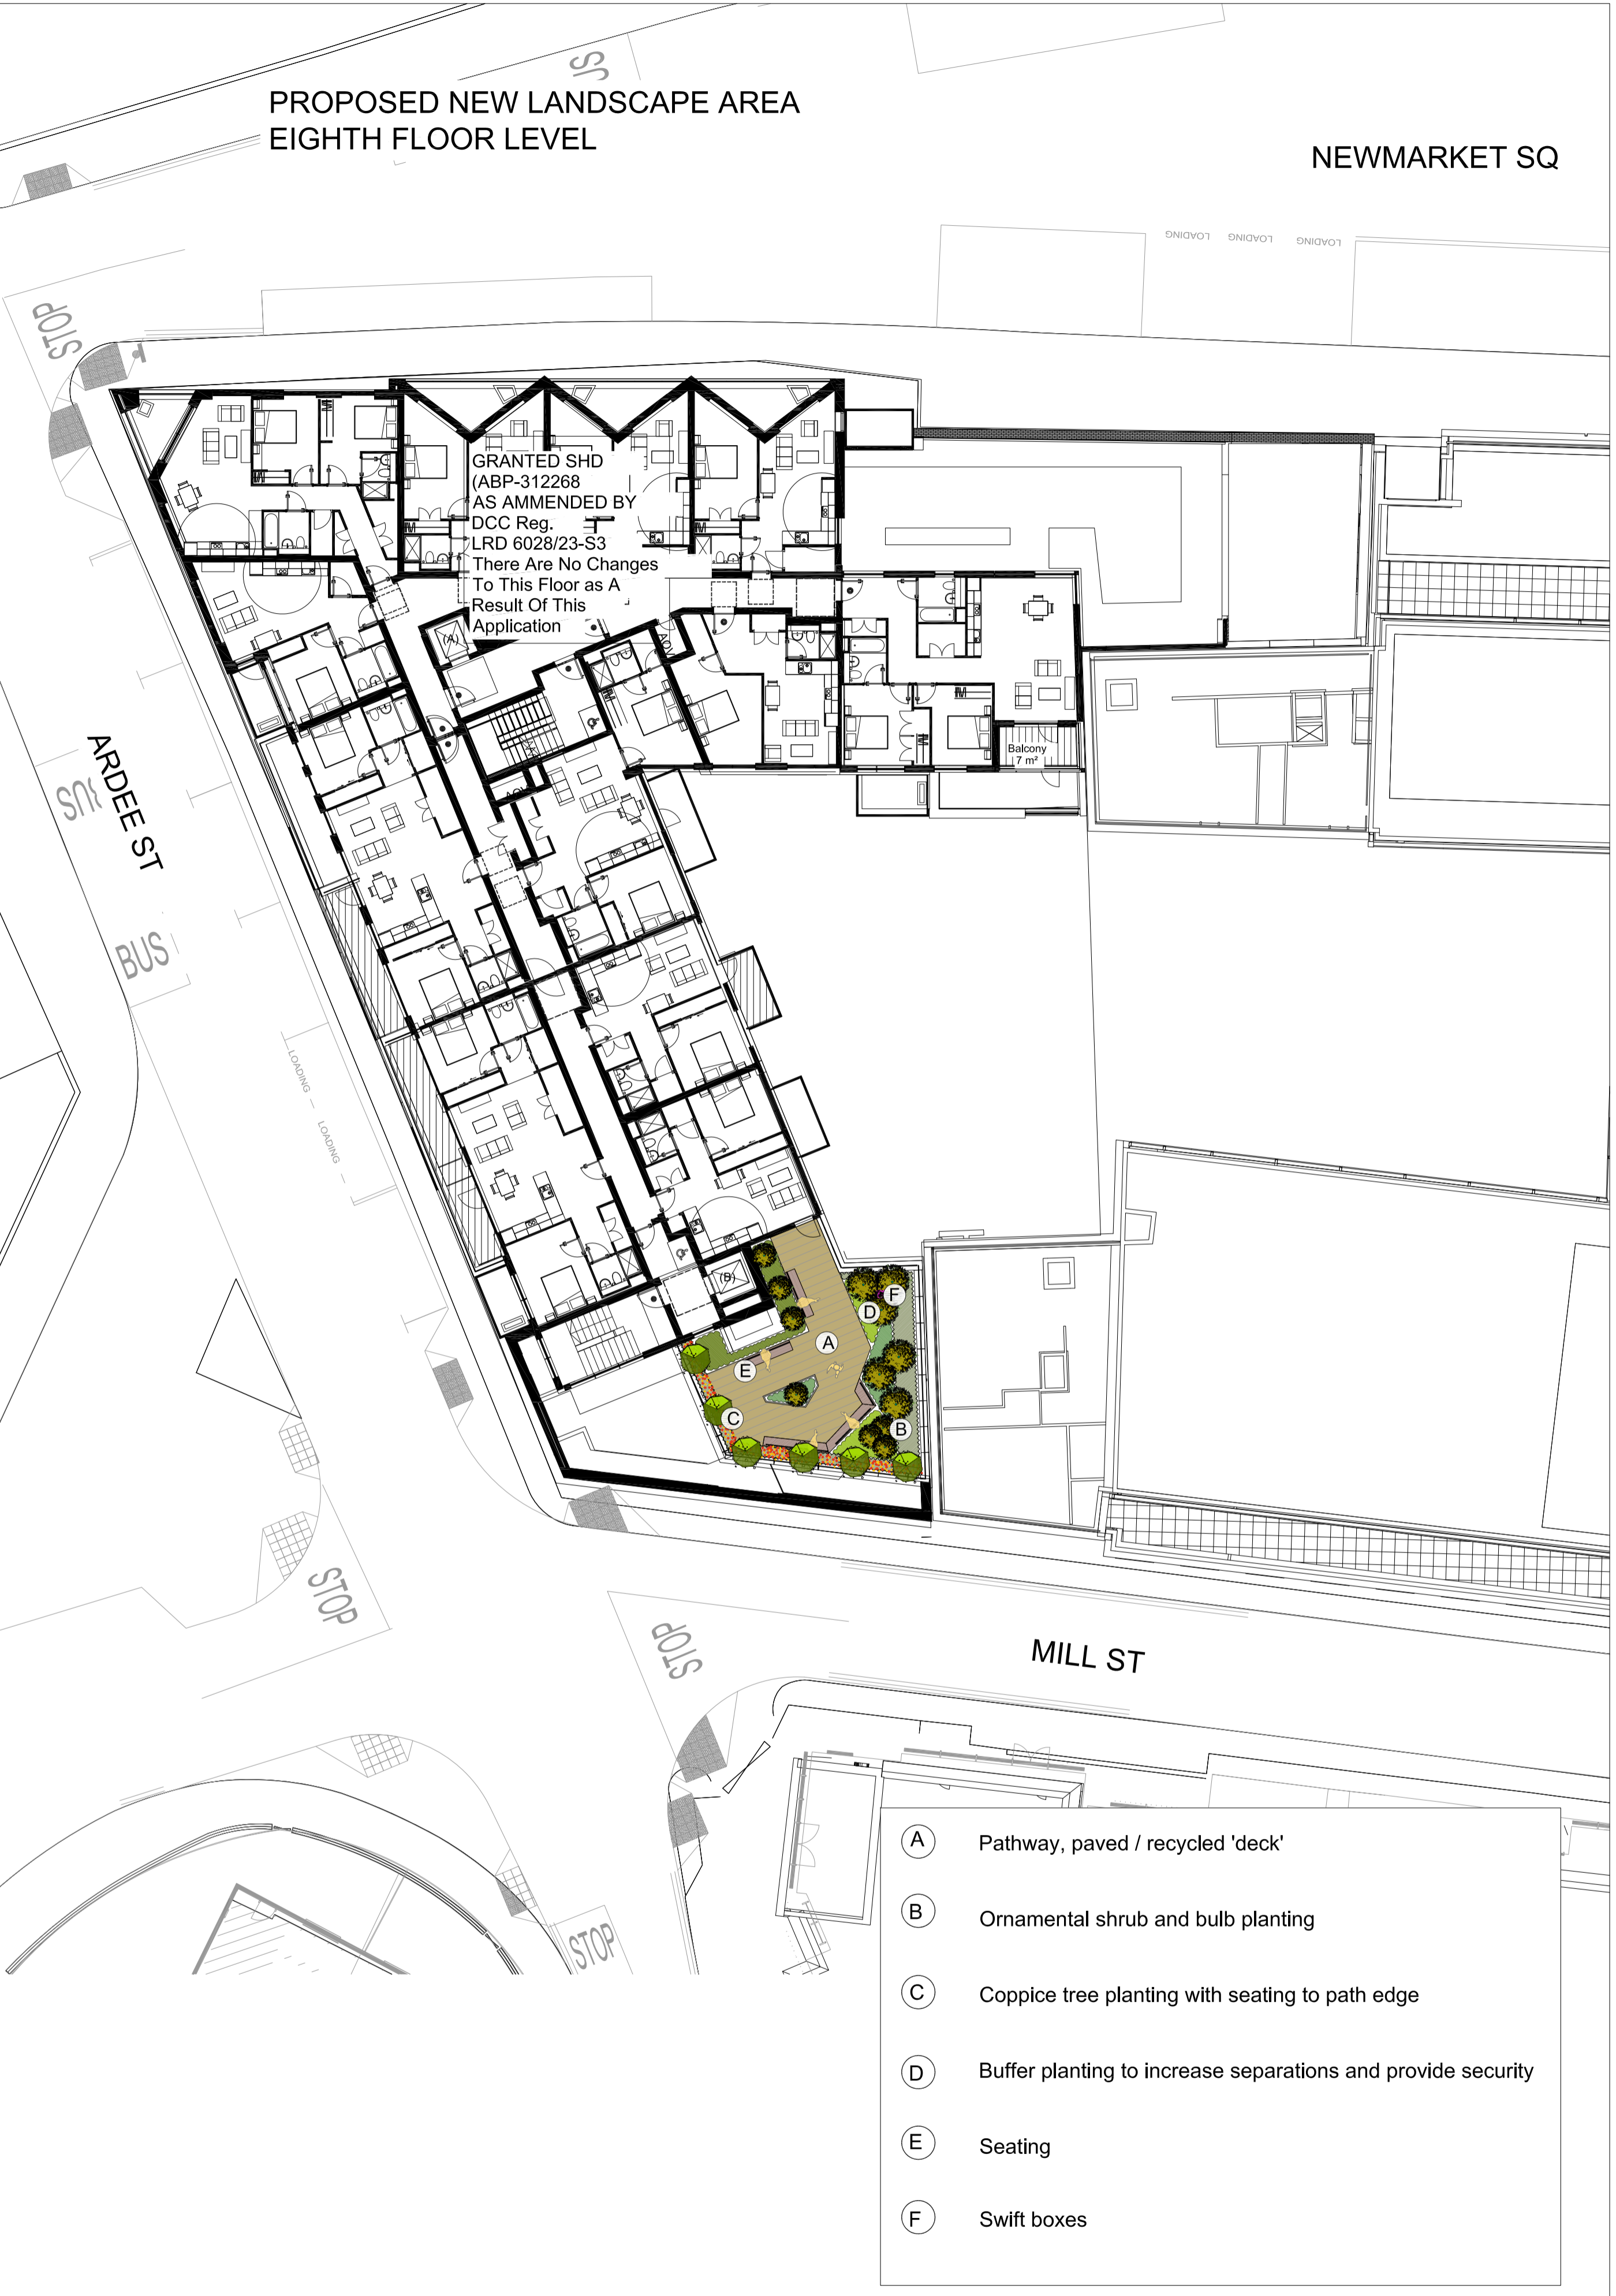 PROPOSED NEW LANDSCAPE AREA
EIGHTH FLOOR LEVEL
NEWMARKET SQ
LOADING LOADING LOADING
STOP
GRANTED SHD
(ABP-312268
AS AMMENDED BY
DCC Reg.
LRD 6028/23-S3
There Are No Changes
To This Floor as A
Result Of This
Application
(A)
Balcony
7 m²
ARDEE ST
BUS
LOADING
LOADING
(B)
F
D
A
E
C
B
STOP
STOP
MILL ST
STOP
A Pathway, paved / recycled 'deck'
B Ornamental shrub and bulb planting
C Coppice tree planting with seating to path edge
D Buffer planting to increase separations and provide security
E Seating
F Swift boxes